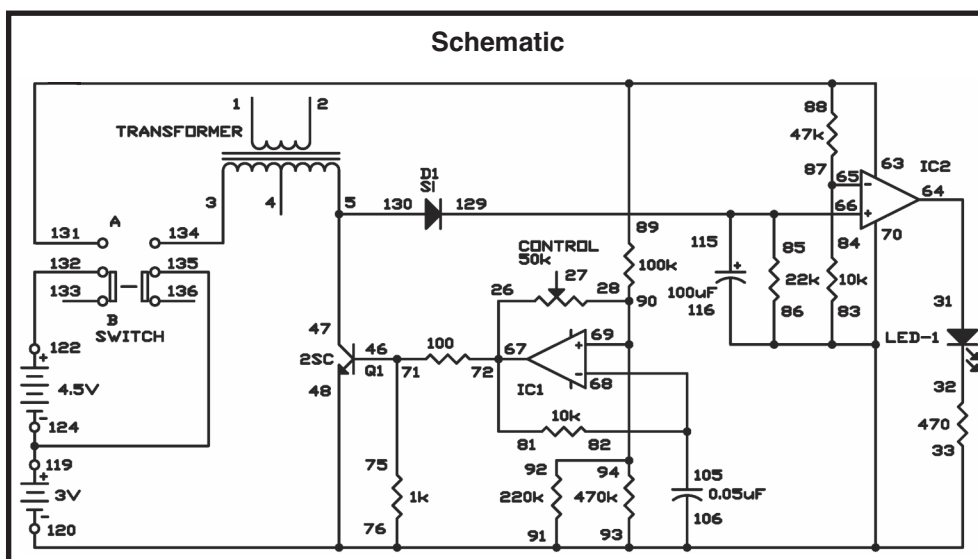 Schematic
1 2
TRANSFORMER
3 4 5
88
47k
87
63 IC2
65
64
66
70
D1
SI
130 129
131 A 134
132 135
133 136
B
SWITCH
89
100k
90
CONTROL
50k 27
26 28
115
+
100uF
116
85
22k
86
84
10k
83
31
LED-1
32
470
33
47
46
2SC Q1
48
71
100
72
67
69
+
-
68
IC1
10k
81 82
122
+
4.5V
-
124
119
+
3V
-
120
75
1k
76
92
220k
91
94
470k
93
105
0.05uF
106